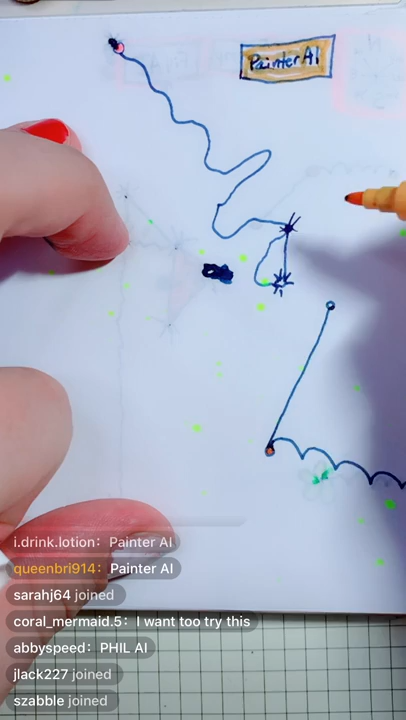 Painter AI
i.drink.lotion: Painter AI
queenbri914: Painter AI
sarahj64 joined
coral_mermaid.5: I want too try this
abbyspeed: PHIL AI
jlack227 joined
szabble joined